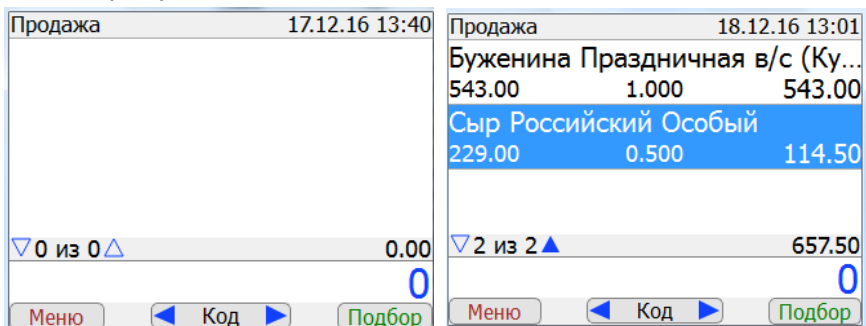 Продажа 17.12.16 13:40
0 из 0 0.00
0
Меню Код Подбор
Продажа 18.12.16 13:01
Буженина Праздничная в/с (Ку...
543.00 1.000 543.00
Сыр Российский Особый
229.00 0.500 114.50
2 из 2 657.50
0
Меню Код Подбор